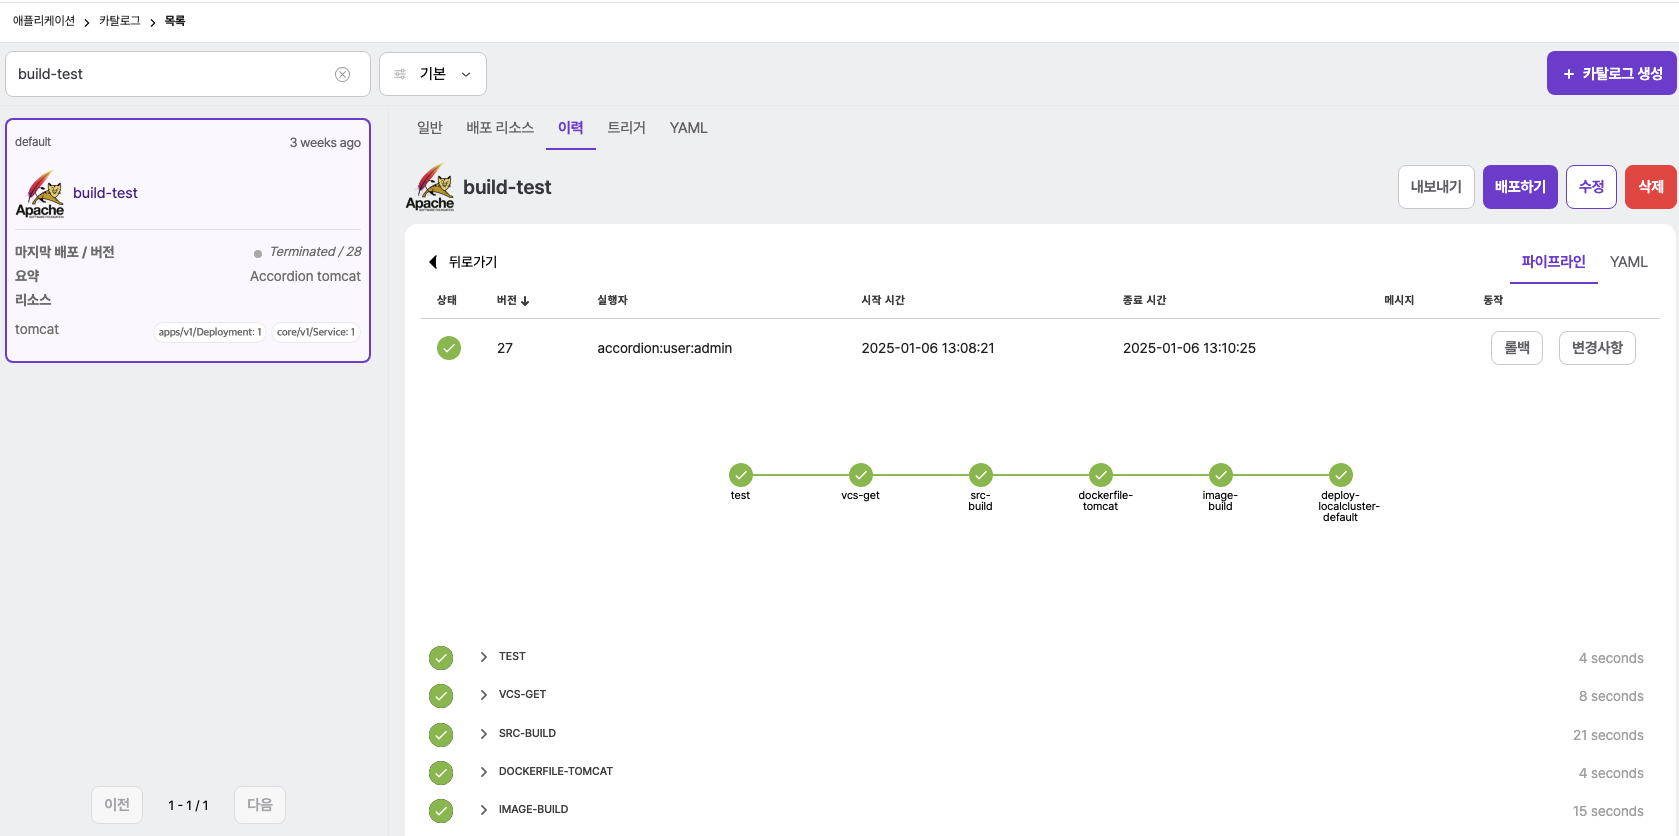 애플리케이션 > 카탈로그 > 목록
build-test
기본
+ 카탈로그 생성
default 3 weeks ago
Apache
build-test
마지막 배포 / 버전 Terminated / 28
요약 Accordion tomcat
리소스
tomcat apps/v1/Deployment: 1 core/v1/Service: 1
이전 1 - 1 / 1 다음
일반 배포 리소스 이력 트리거 YAML
Apache
build-test
내보내기 배포하기 수정 삭제
뒤로가기
파이프라인 YAML
상태 버전 실행자 시작 시간 종료 시간 메시지 동작
27 accordion:user:admin 2025-01-06 13:08:21 2025-01-06 13:10:25 롤백 변경사항
test
vcs-get
src-
build
dockerfile-
tomcat
image-
build
deploy-
localcluster-
default
TEST 4 seconds
VCS-GET 8 seconds
SRC-BUILD 21 seconds
DOCKERFILE-TOMCAT 4 seconds
IMAGE-BUILD 15 seconds